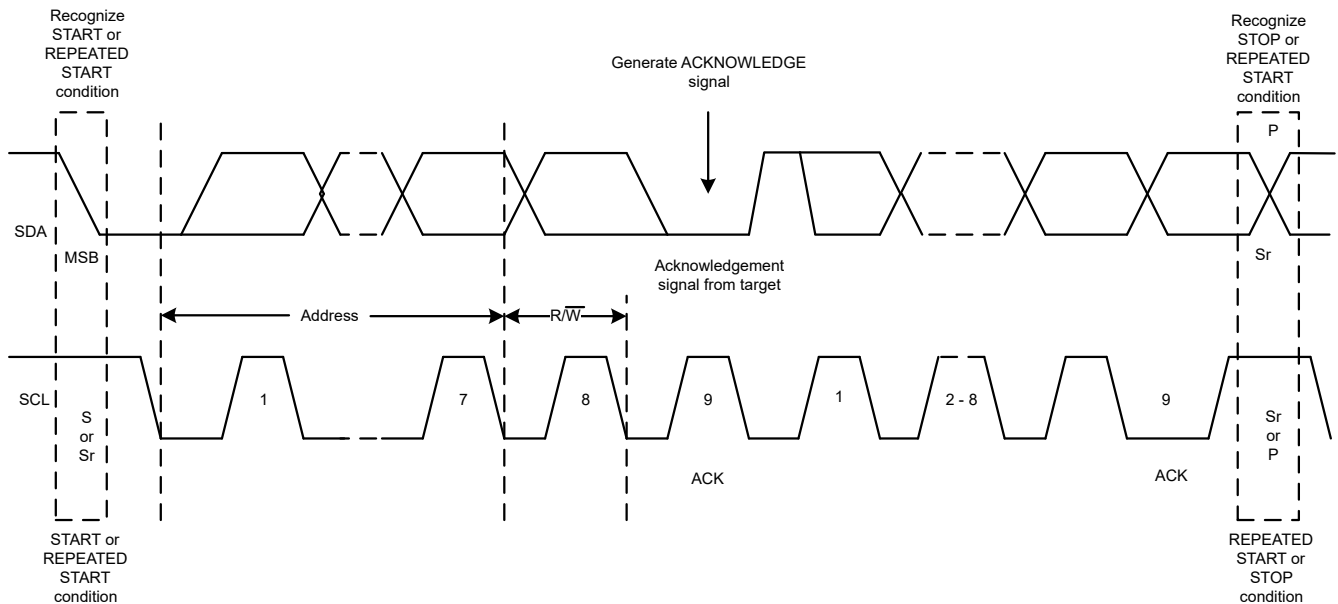 Recognize
START or
REPEATED
START
condition
Generate ACKNOWLEDGE
signal
Recognize
STOP or
REPEATED
START
condition
P
SDA
MSB
Acknowledgement
signal from target
Sr
Address
R/W̅
SCL
S
or
Sr
1
7
8
9
1
2 - 8
9
Sr
or
P
ACK
ACK
START or
REPEATED
START
condition
REPEATED
START or
STOP
condition